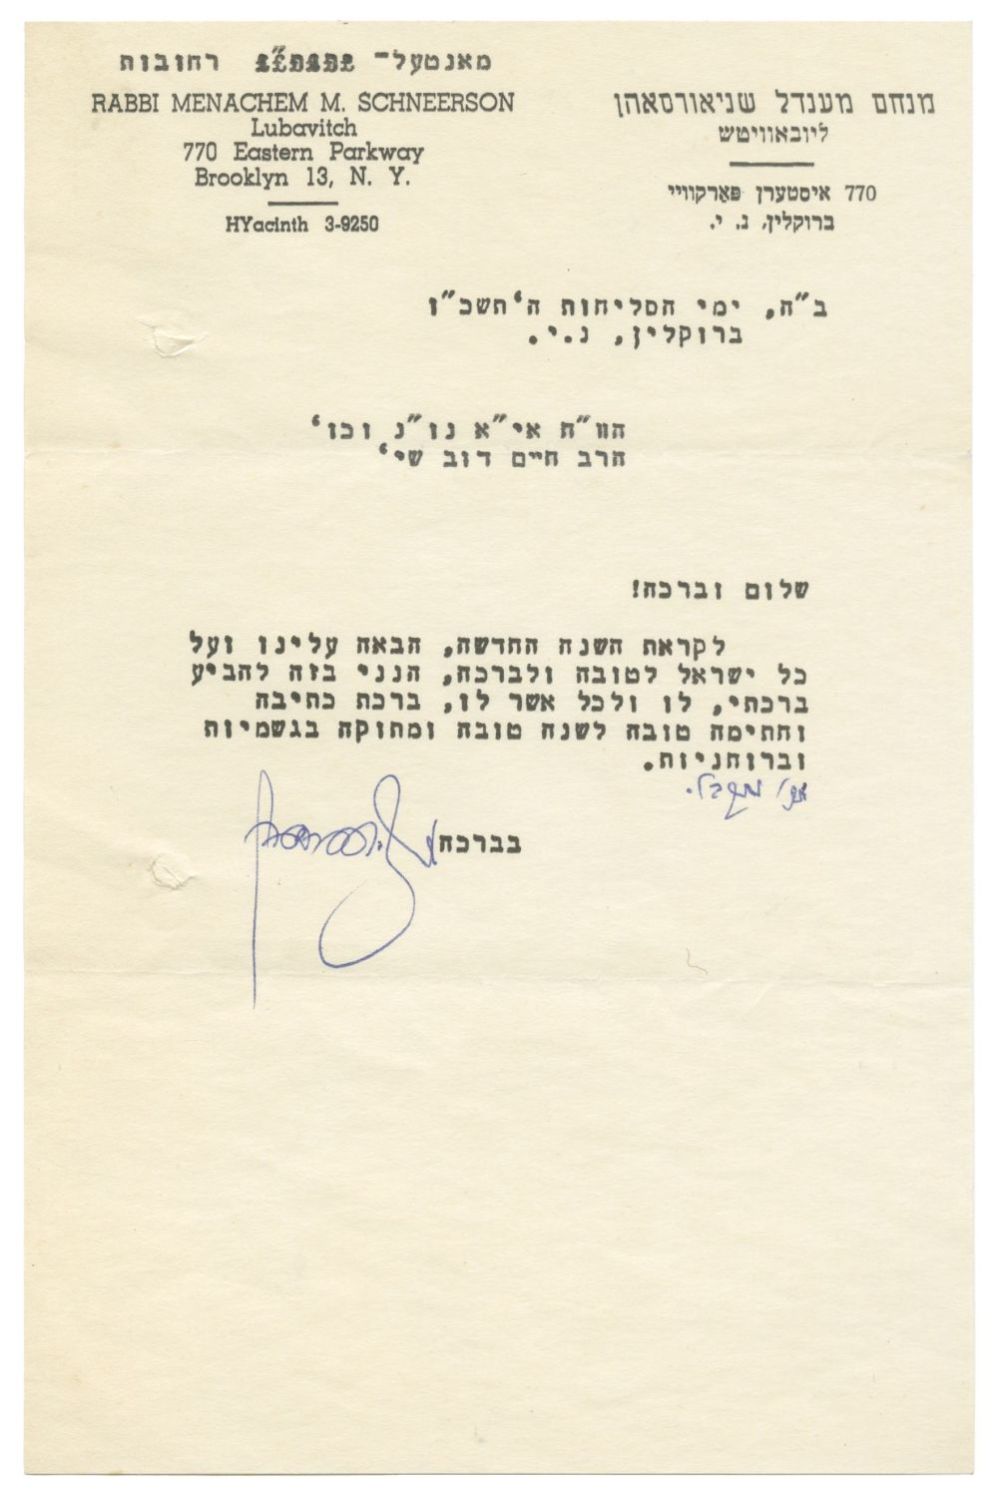 מאנטעל- רחובות
RABBI MENACHEM M. SCHNEERSON
Lubavitch
770 Eastern Parkway
Brooklyn 13, N. Y.
HYacinth 3-9250
מנחם מענדל שניאורסאהן
ליובאוויטש
770 איסטערן פּאַרקוויי
ברוקלין, נ. י.
ב"ה, ימי הסליחות ה'תשכ"ו
ברוקלין, נ.י.
הוו"ח אי"א נו"נ וכו'
הרב חיים דוב שי'
שלום וברכה!
לקראת השנה החדשה, הבאה עלינו ועל
כל ישראל לטובה ולברכה, הנני בזה להביע
ברכתי, לו ולכל אשר לו, ברכת כתיבה
וחתימה טובה לשנה טובה ומתוקה בגשמיות
וברוחניות.
בברכה